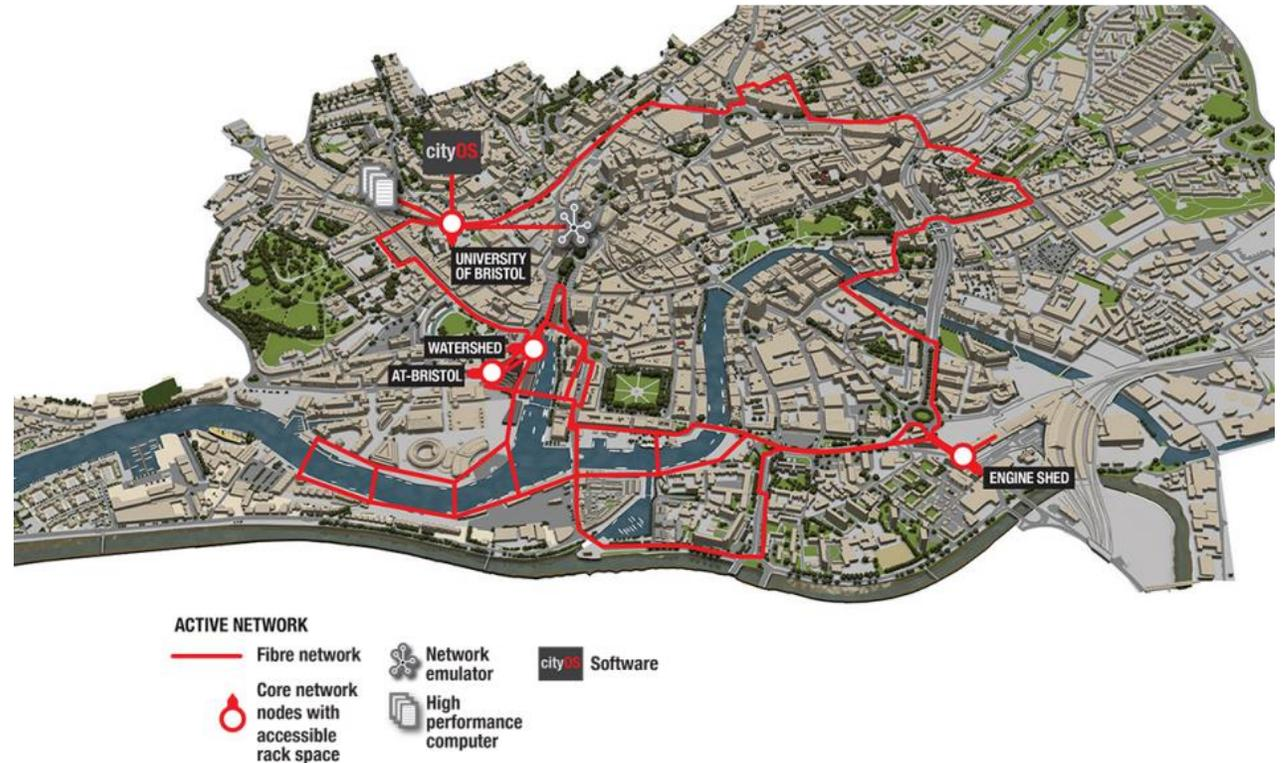 cityOS
UNIVERSITY
OF BRISTOL
WATERSHED
AT-BRISTOL
ENGINE SHED
ACTIVE NETWORK
Fibre network
Core network
nodes with
accessible
rack space
Network
emulator
High
performance
computer
cityOS Software